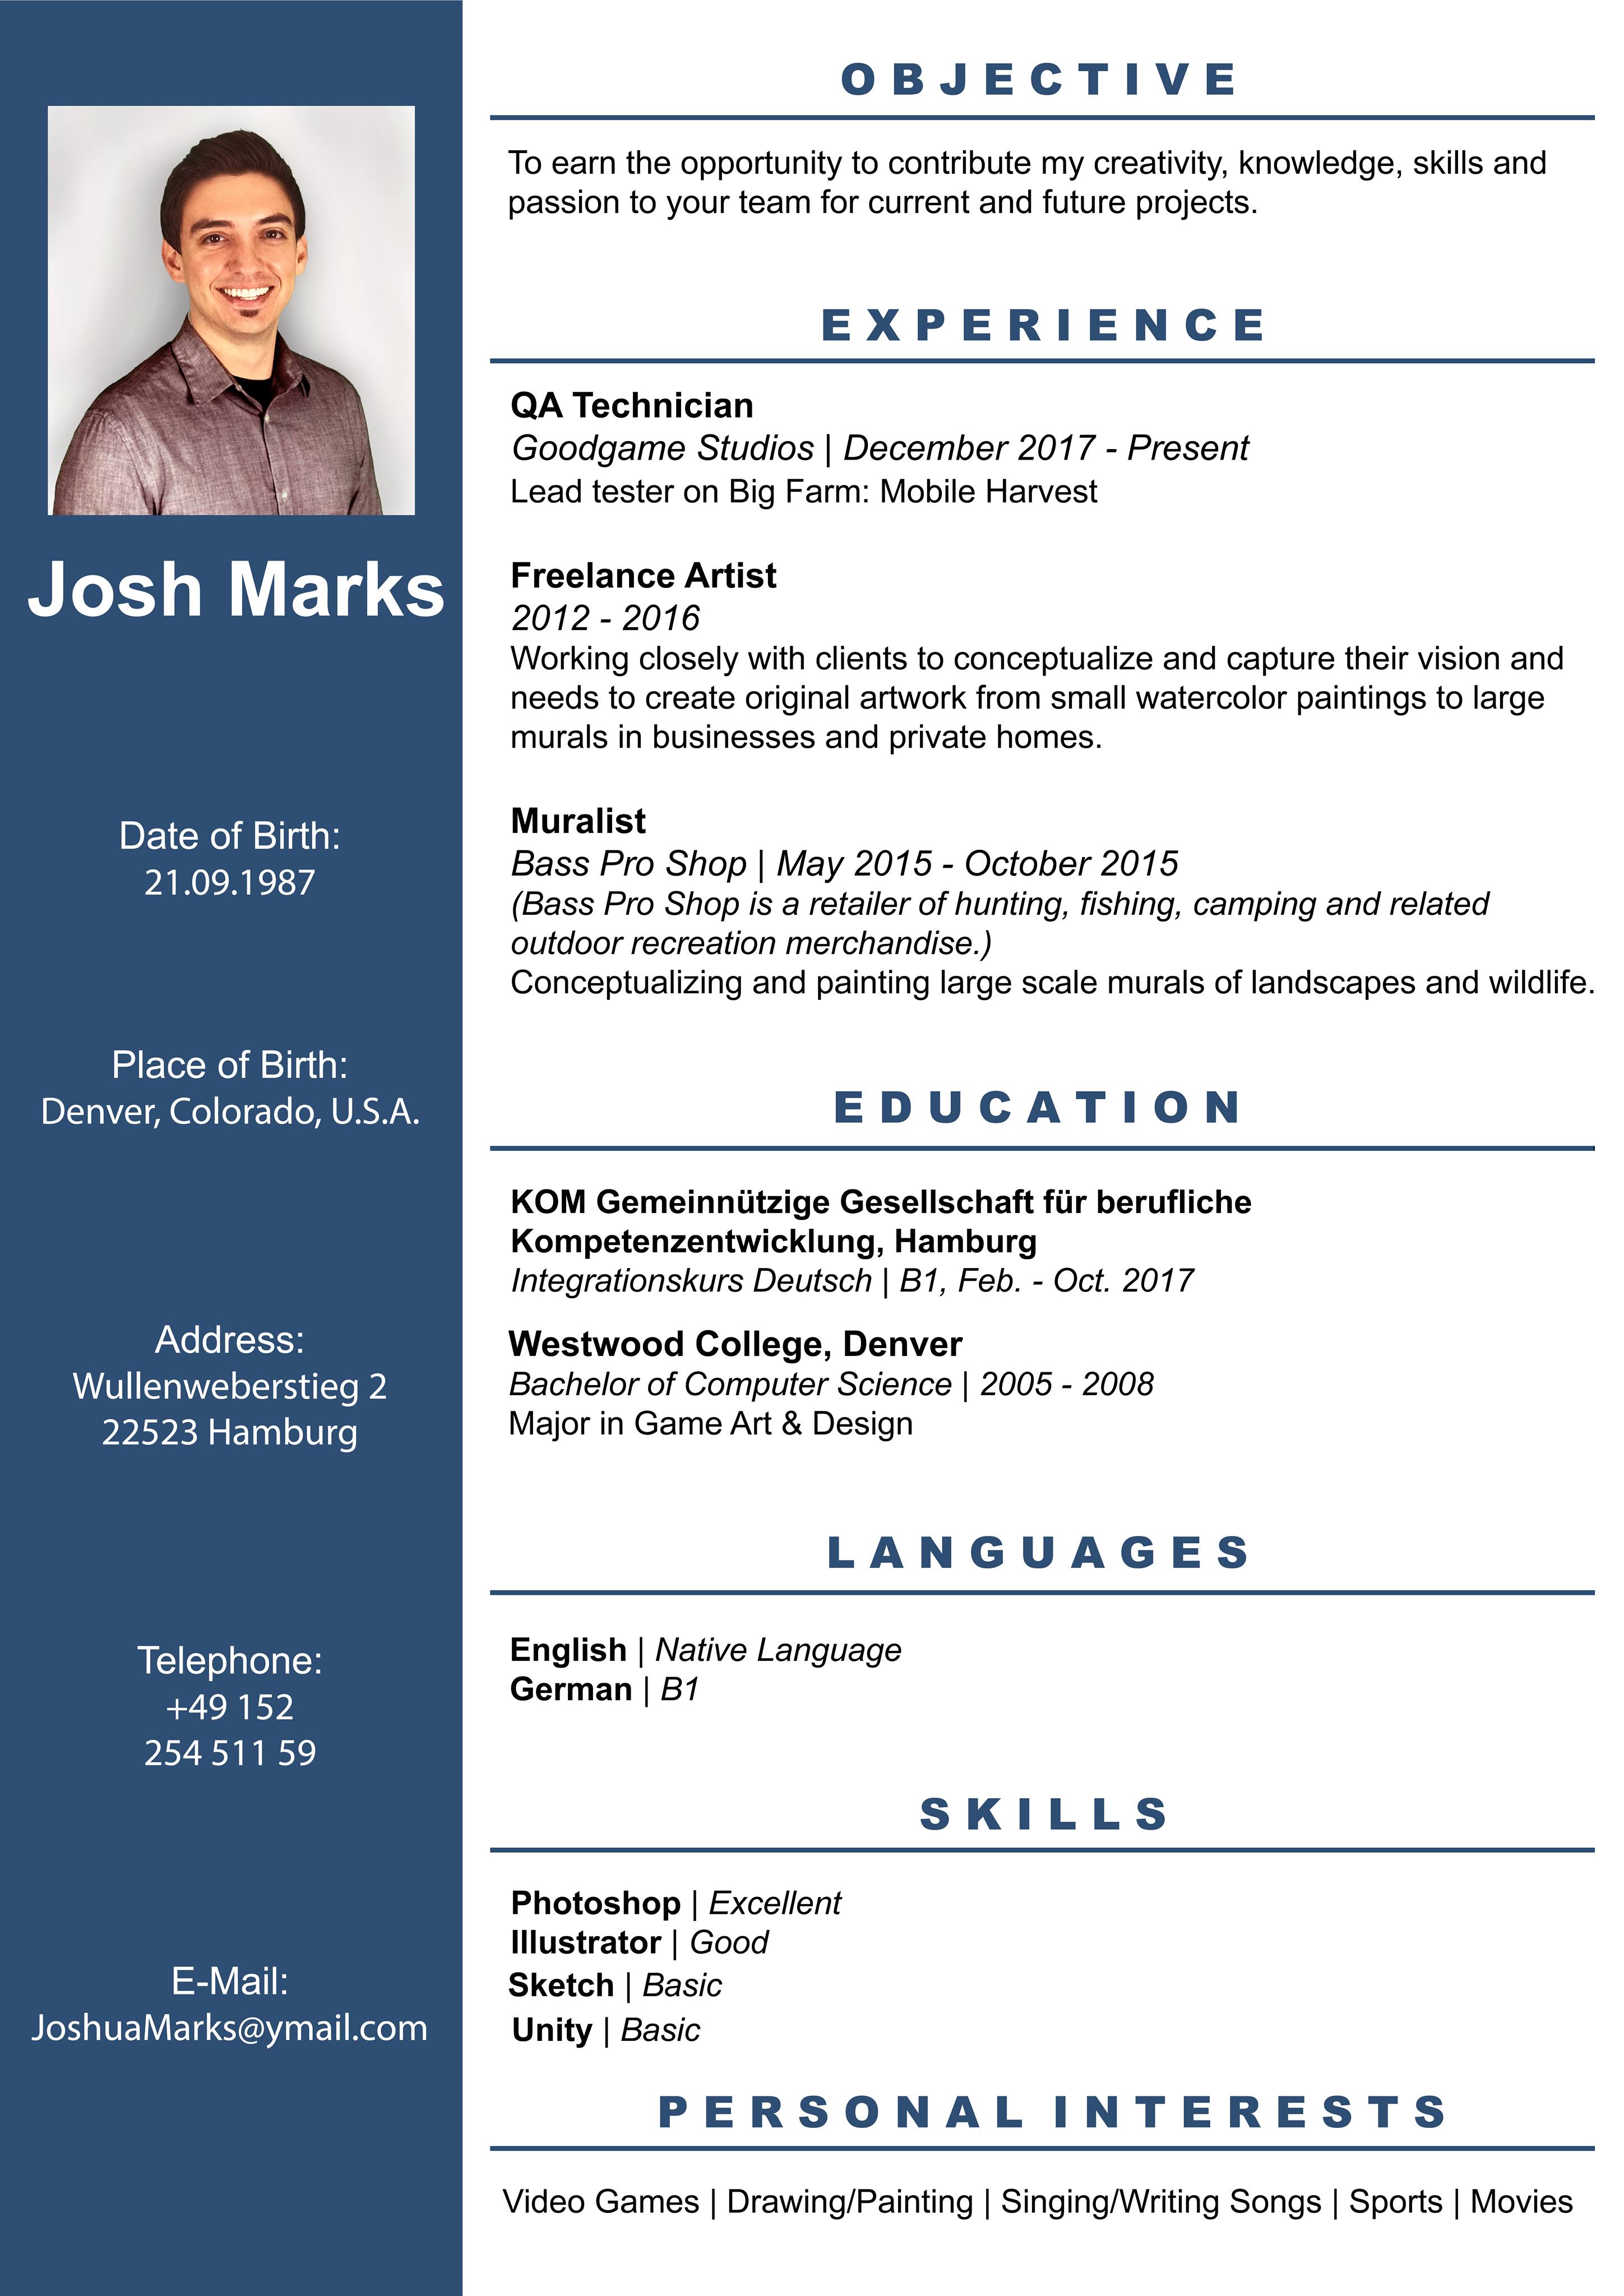 Josh Marks
Date of Birth:
21.09.1987
Place of Birth:
Denver, Colorado, U.S.A.
Address:
Wullenweberstieg 2
22523 Hamburg
Telephone:
+49 152
254 511 59
E-Mail:
JoshuaMarks@ymail.com
OBJECTIVE
To earn the opportunity to contribute my creativity, knowledge, skills and
passion to your team for current and future projects.
EXPERIENCE
QA Technician
Goodgame Studios | December 2017 - Present
Lead tester on Big Farm: Mobile Harvest
Freelance Artist
2012 - 2016
Working closely with clients to conceptualize and capture their vision and
needs to create original artwork from small watercolor paintings to large
murals in businesses and private homes.
Muralist
Bass Pro Shop | May 2015 - October 2015
(Bass Pro Shop is a retailer of hunting, fishing, camping and related
outdoor recreation merchandise.)
Conceptualizing and painting large scale murals of landscapes and wildlife.
EDUCATION
KOM Gemeinnützige Gesellschaft für berufliche
Kompetenzentwicklung, Hamburg
Integrationskurs Deutsch | B1, Feb. - Oct. 2017
Westwood College, Denver
Bachelor of Computer Science | 2005 - 2008
Major in Game Art & Design
LANGUAGES
English | Native Language
German | B1
SKILLS
Photoshop | Excellent
Illustrator | Good
Sketch | Basic
Unity | Basic
PERSONAL INTERESTS
Video Games | Drawing/Painting | Singing/Writing Songs | Sports | Movies